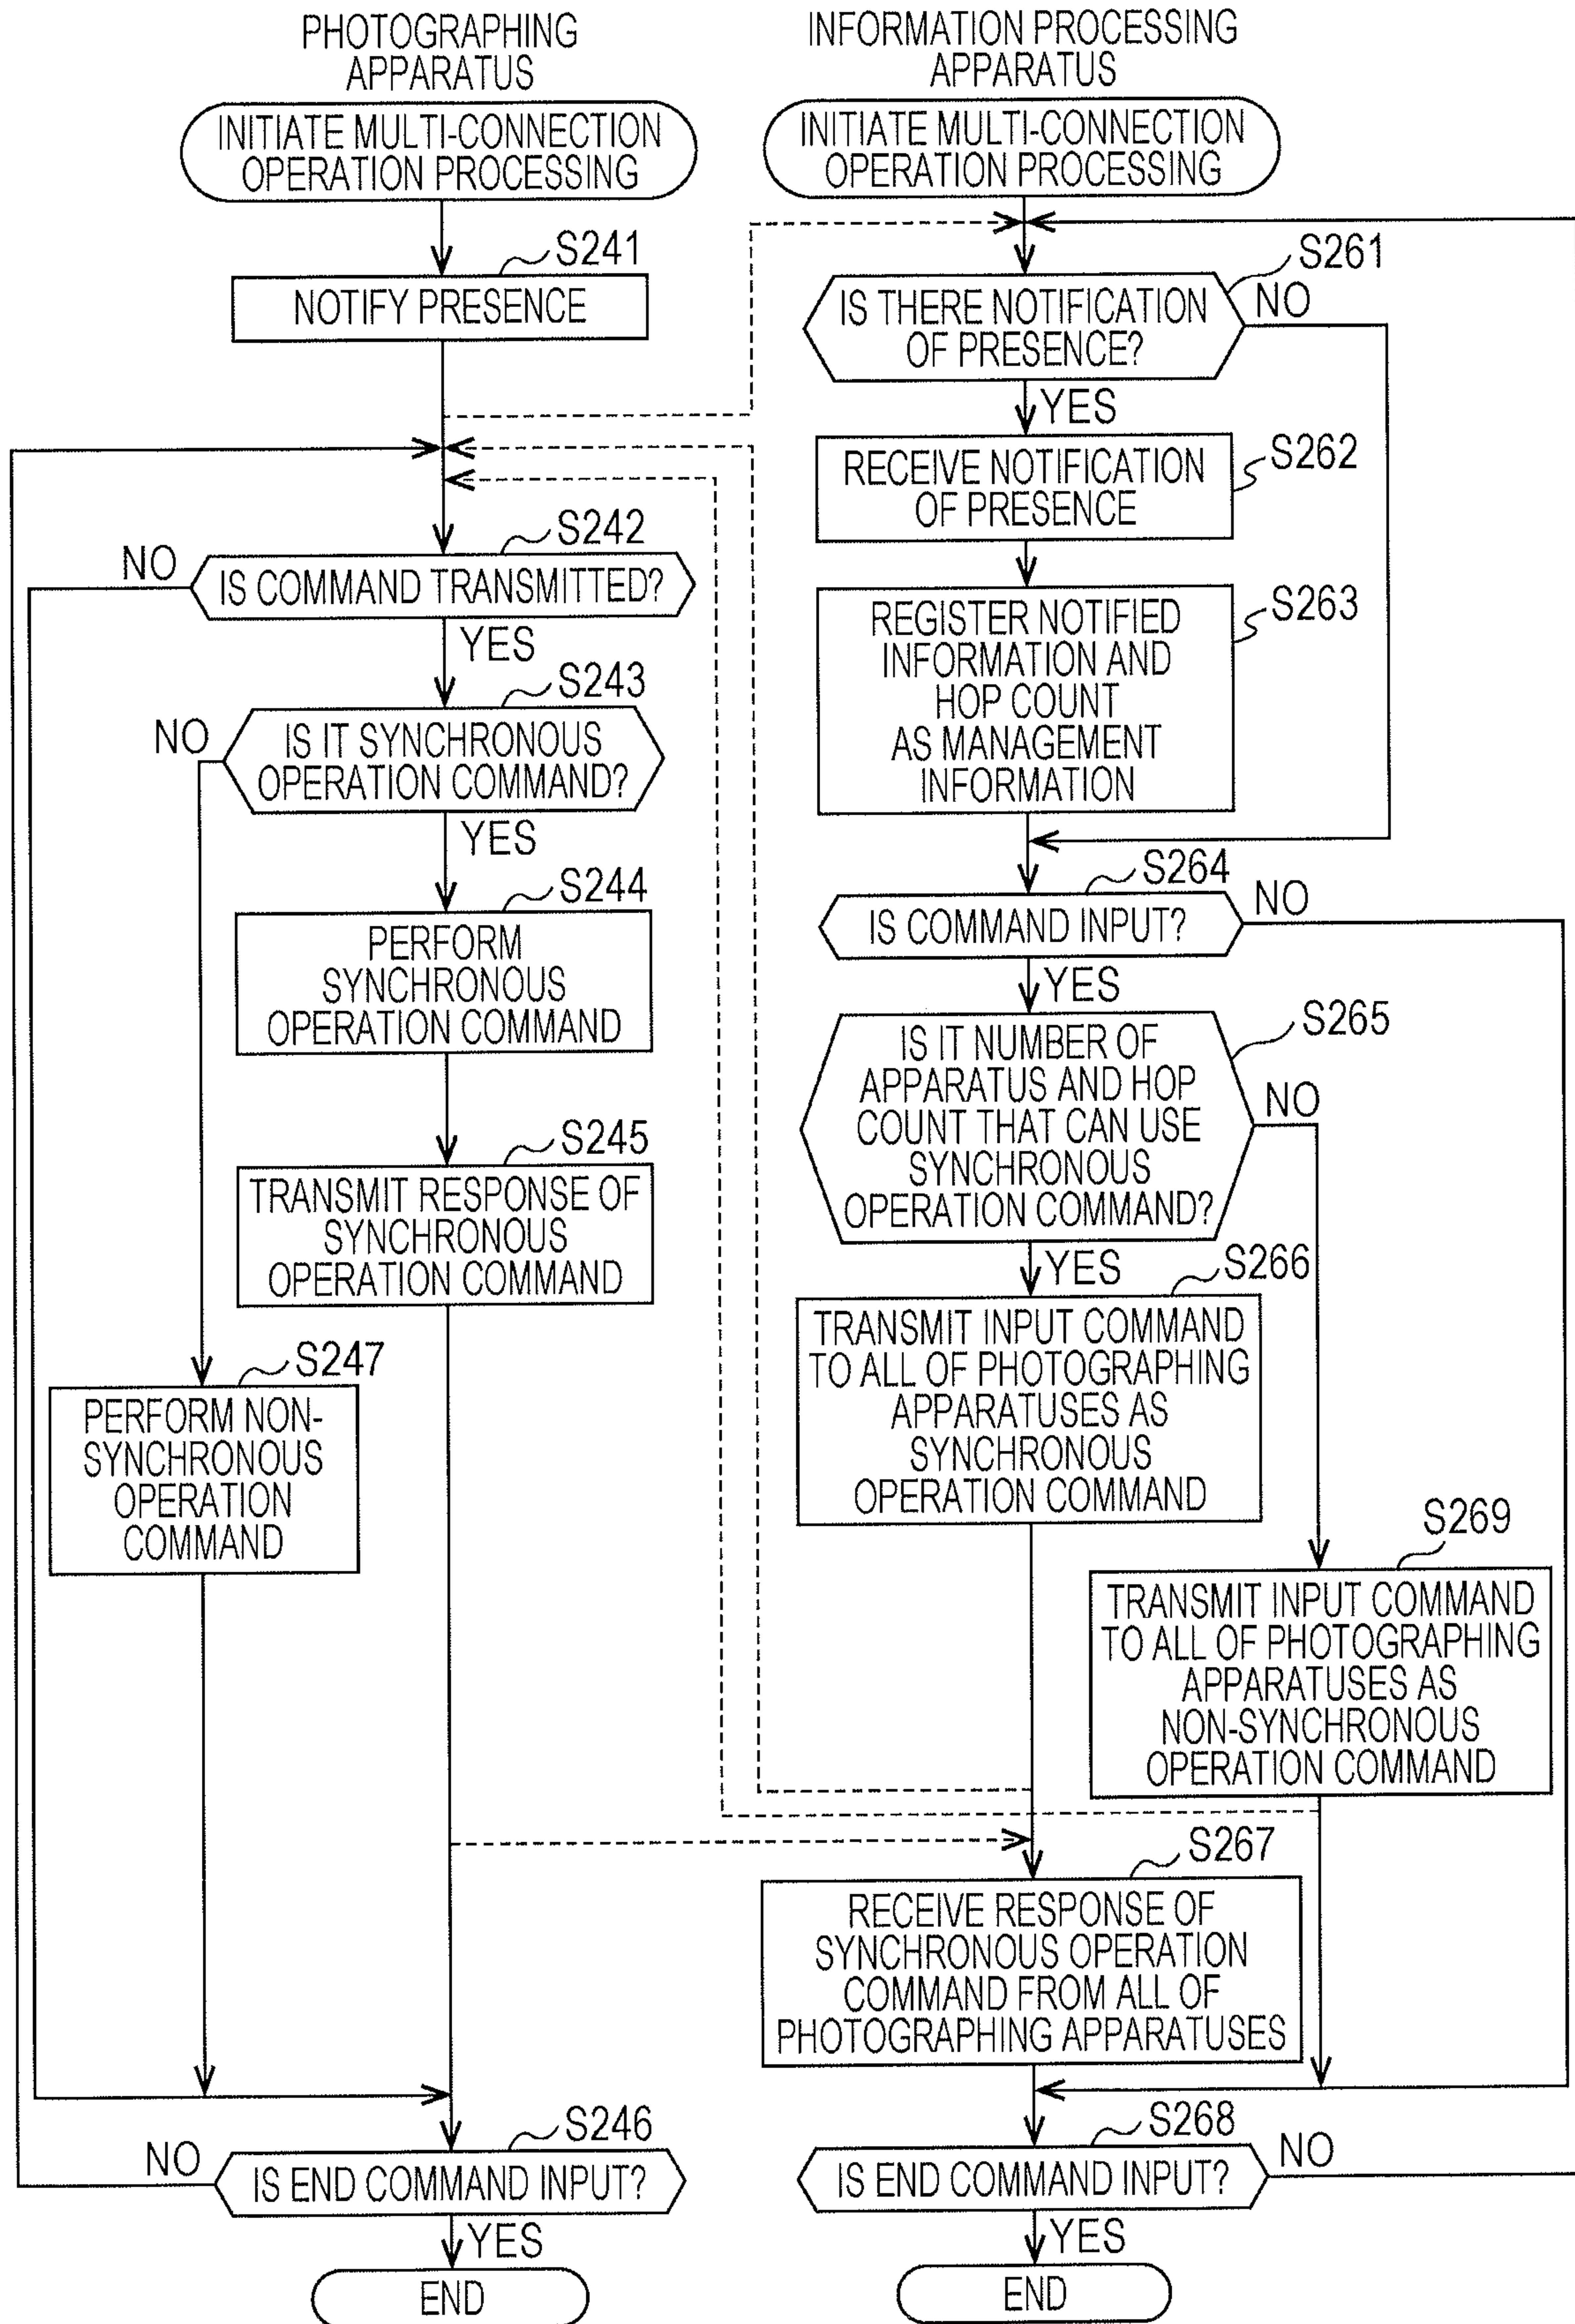 PHOTOGRAPHING
APPARATUS
INITIATE MULTI-CONNECTION
OPERATION PROCESSING
S241
NOTIFY PRESENCE
S242
NO
IS COMMAND TRANSMITTED?
YES
S243
NO
IS IT SYNCHRONOUS
OPERATION COMMAND?
YES
S244
PERFORM
SYNCHRONOUS
OPERATION COMMAND
S245
TRANSMIT RESPONSE OF
SYNCHRONOUS
OPERATION COMMAND
S247
PERFORM NON-
SYNCHRONOUS
OPERATION
COMMAND
S246
NO
IS END COMMAND INPUT?
YES
END
INFORMATION PROCESSING
APPARATUS
INITIATE MULTI-CONNECTION
OPERATION PROCESSING
S261
IS THERE NOTIFICATION
OF PRESENCE?
NO
YES
S262
RECEIVE NOTIFICATION
OF PRESENCE
S263
REGISTER NOTIFIED
INFORMATION AND
HOP COUNT
AS MANAGEMENT
INFORMATION
S264
IS COMMAND INPUT?
NO
YES
S265
IS IT NUMBER OF
APPARATUS AND HOP
COUNT THAT CAN USE
SYNCHRONOUS
OPERATION COMMAND?
NO
YES
S266
TRANSMIT INPUT COMMAND
TO ALL OF PHOTOGRAPHING
APPARATUSES AS
SYNCHRONOUS
OPERATION COMMAND
S269
TRANSMIT INPUT COMMAND
TO ALL OF PHOTOGRAPHING
APPARATUSES AS
NON-SYNCHRONOUS
OPERATION COMMAND
S267
RECEIVE RESPONSE OF
SYNCHRONOUS OPERATION
COMMAND FROM ALL OF
PHOTOGRAPHING APPARATUSES
S268
IS END COMMAND INPUT?
NO
YES
END